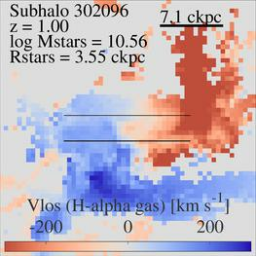 Subhalo 302096
7.1 ckpc
z = 1.00
log Mstars = 10.56
Rstars = 3.55 ckpc
Vlos (H-alpha gas) [km s⁻¹]
-200 0 200